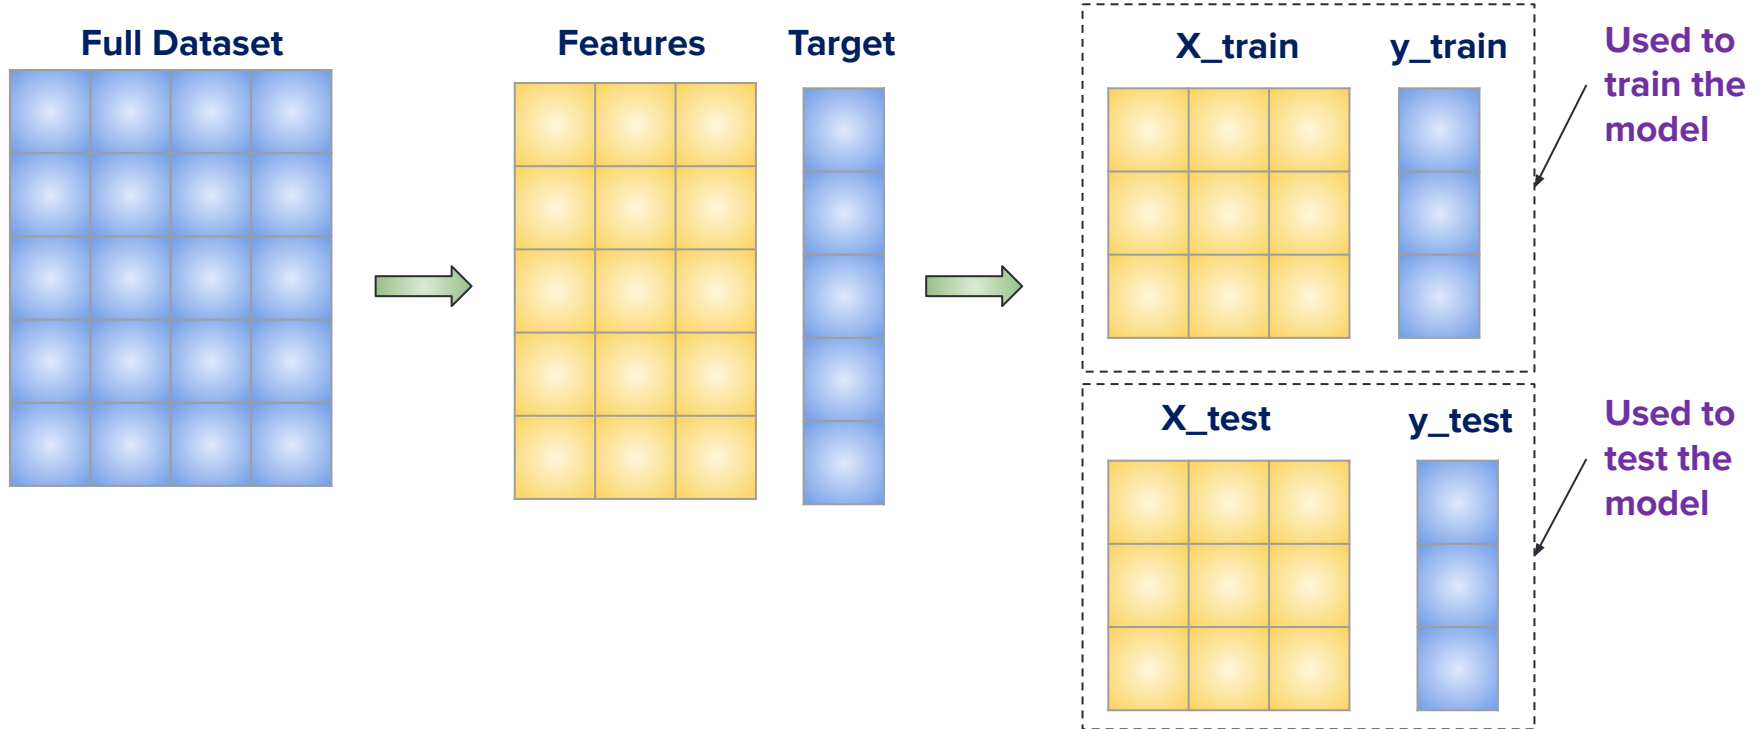 Full Dataset
Features
Target
X_train
y_train
Used to
train the
model
X_test
y_test
Used to
test the
model